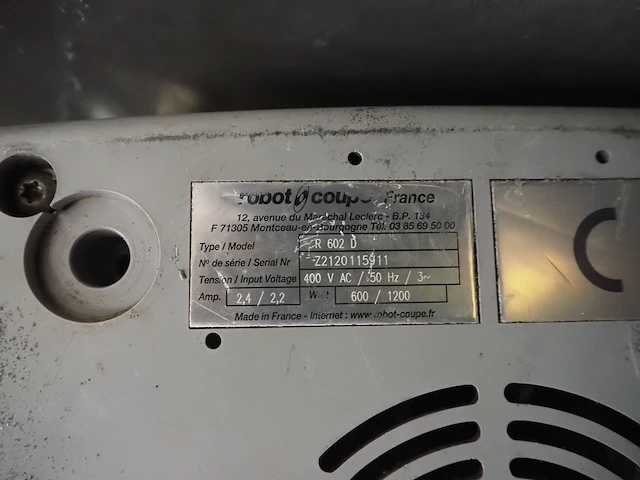 robot coupe France
12, avenue du Maréchal Leclerc - B.P. 134
F 71305 Montceau-en-Bourgogne Tél. 03 85 69 50 00
Type / Model R 602 D
N° de série / Serial Nr Z2120115911
Tension / Input Voltage 400 V AC / 50 Hz / 3~
Amp. 2,4 / 2,2 W 600 / 1200
Made in France - Internet : www.robot-coupe.fr
C